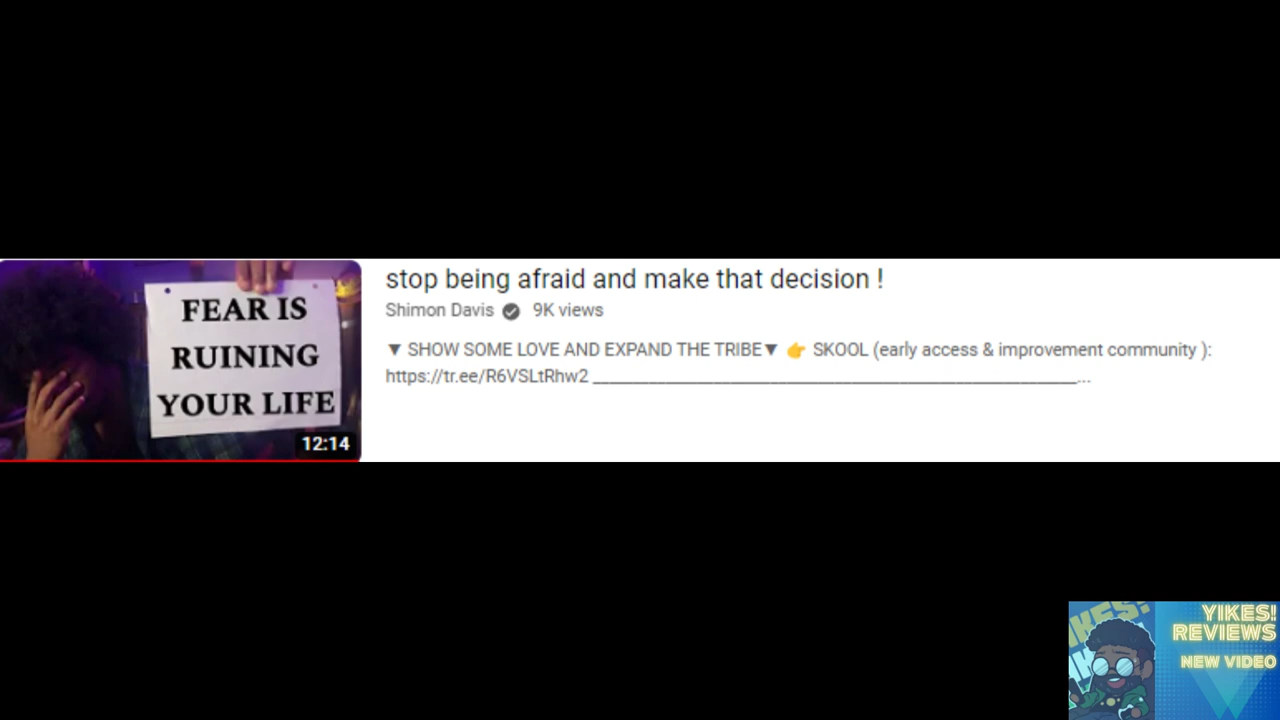 FEAR IS
RUINING
YOUR LIFE
12:14
stop being afraid and make that decision !
Shimon Davis 9K views
▼ SHOW SOME LOVE AND EXPAND THE TRIBE▼ 👉 SKOOL (early access & improvement community ):
https://tr.ee/R6VSLtRhw2 ______________________________________________________...
YIKES!
REVIEWS
NEW VIDEO